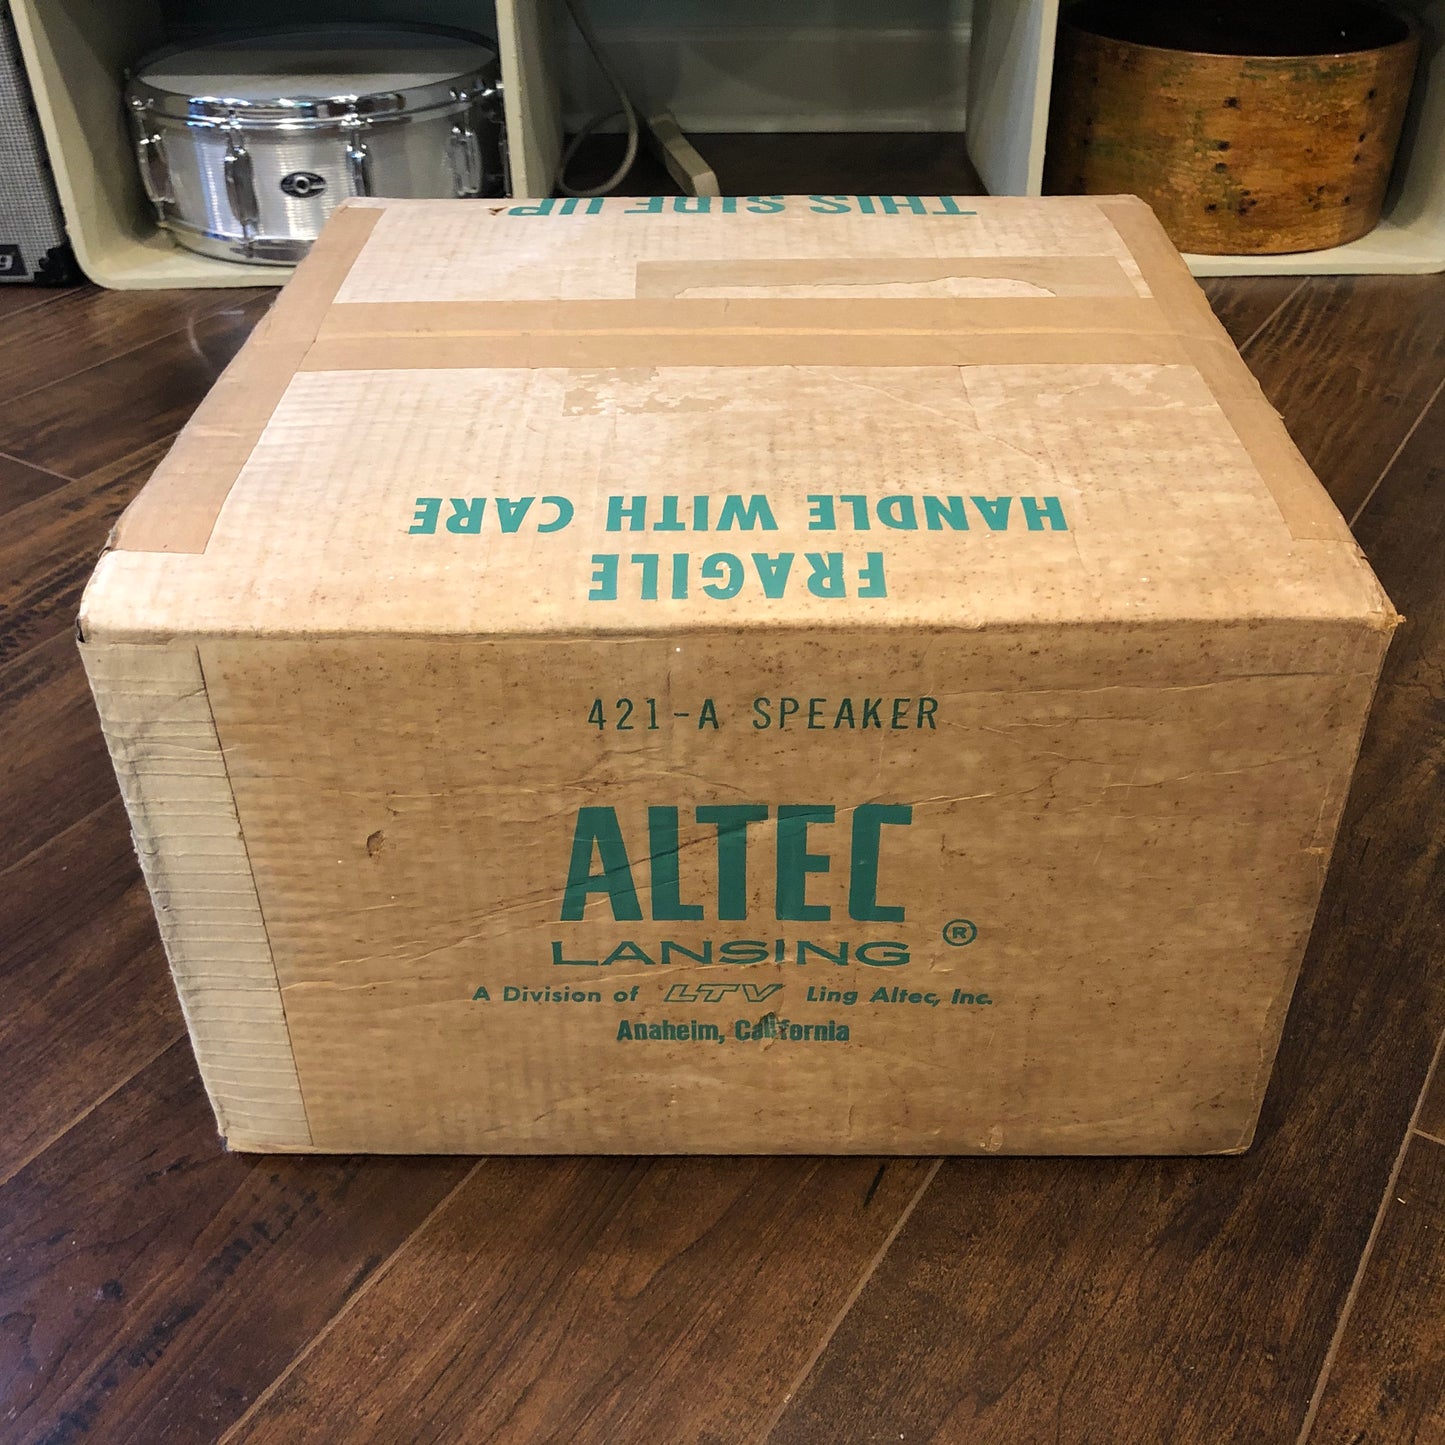 THIS SIDE UP
HANDLE WITH CARE
FRAGILE
421-A SPEAKER
ALTEC
LANSING ®
A Division of LTV Ling Altec, Inc.
Anaheim, California